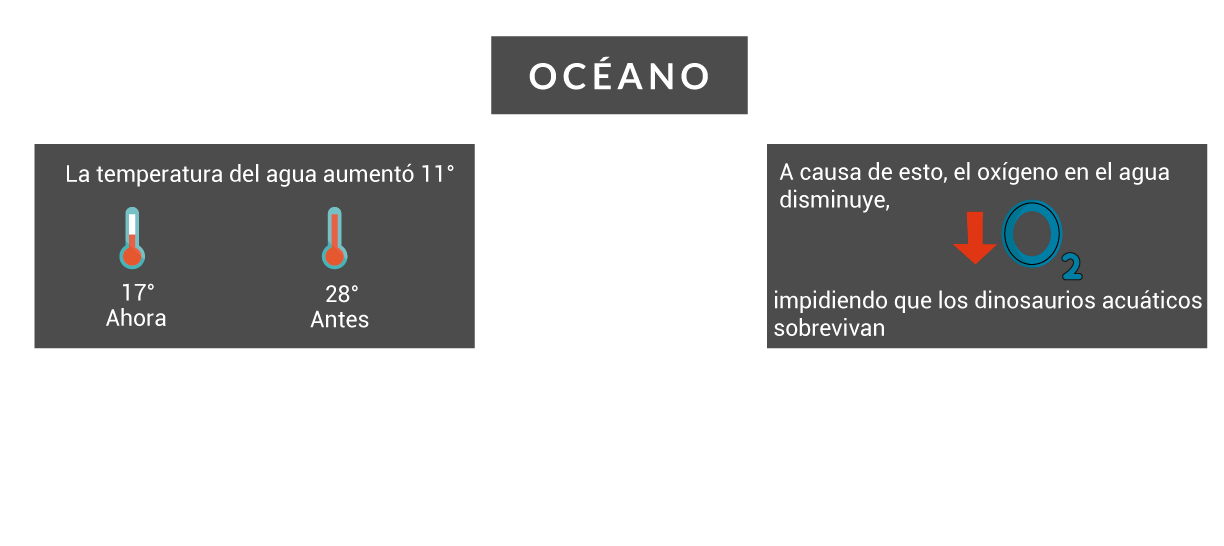 OCÉANO
La temperatura del agua aumentó 11°
17°
Ahora
28°
Antes
A causa de esto, el oxígeno en el agua
disminuye,
O2
impidiendo que los dinosaurios acuáticos
sobrevivan